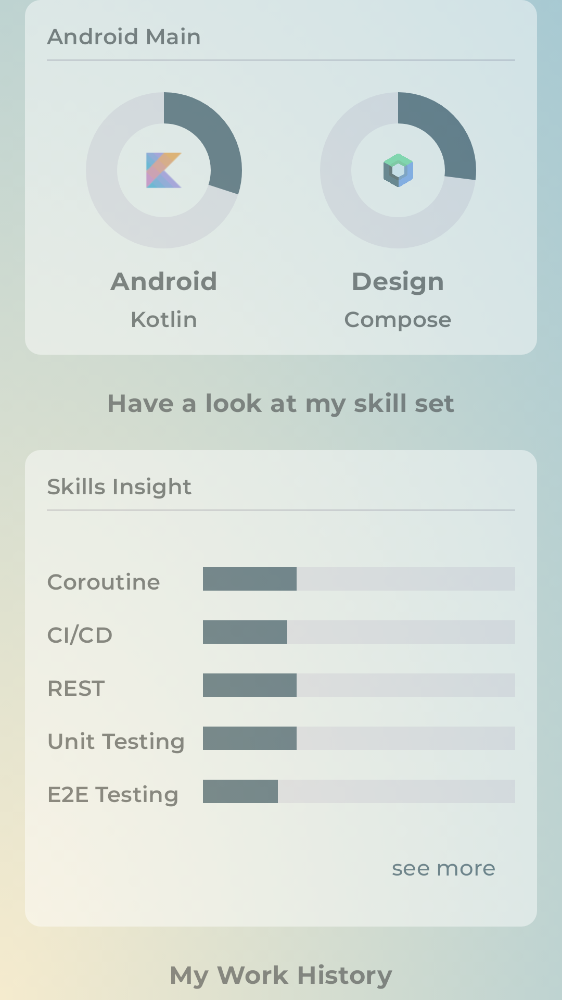 Android Main
Android
Design
Kotlin
Compose
Have a look at my skill set
Skills Insight
Coroutine
CI/CD
REST
Unit Testing
E2E Testing
see more
My Work History